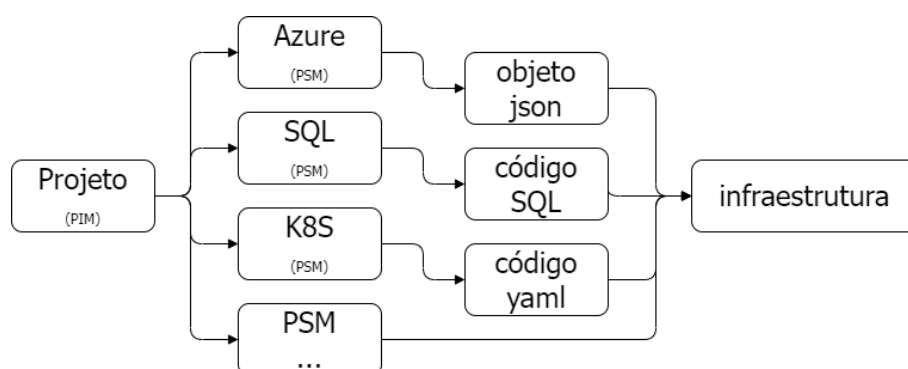 Projeto
(PIM)
Azure
(PSM)
SQL
(PSM)
K8S
(PSM)
PSM
...
objeto
json
código
SQL
código
yaml
infraestrutura